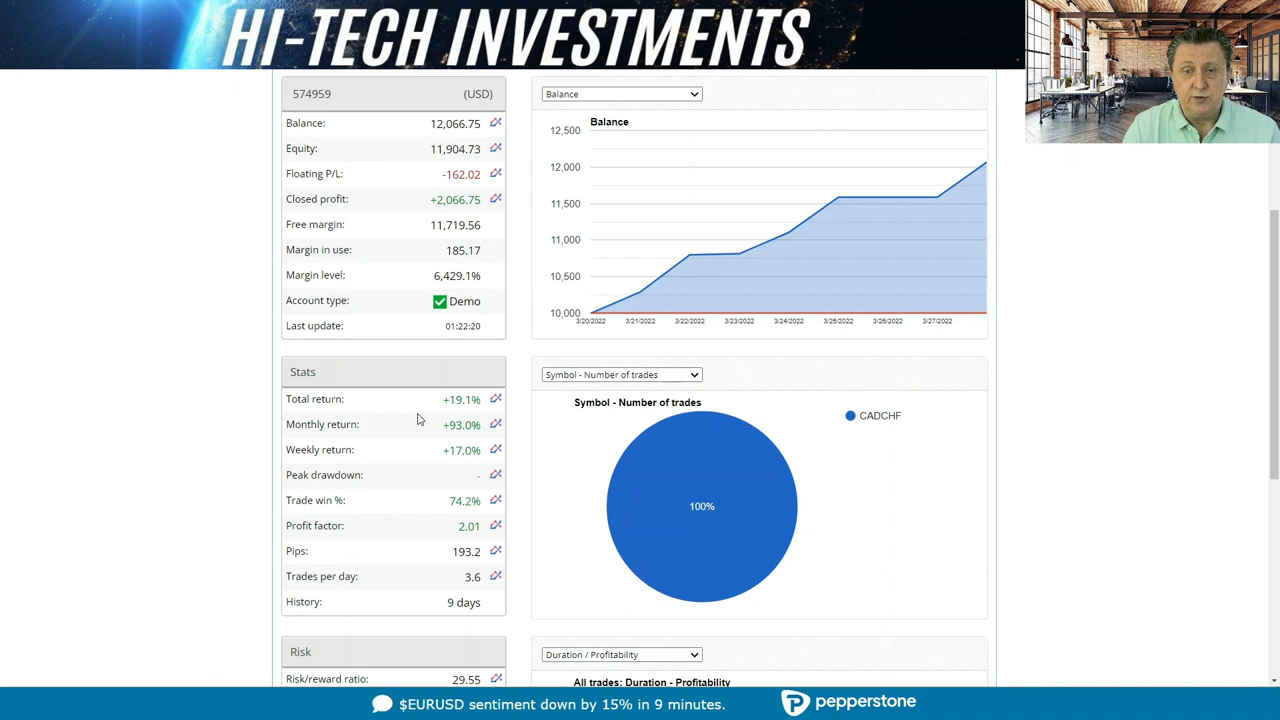 HI-TECH INVESTMENTS
574959 (USD)
Balance: 12,066.75
Equity: 11,904.73
Floating P/L: -162.02
Closed profit: +2,066.75
Free margin: 11,719.56
Margin in use: 185.17
Margin level: 6,429.1%
Account type: Demo
Last update: 01:22:20
Balance
Balance
12,500
12,000
11,500
11,000
10,500
10,000
3/20/2022 3/21/2022 3/22/2022 3/23/2022 3/24/2022 3/25/2022 3/26/2022 3/27/2022
Stats
Total return: +19.1%
Monthly return: +93.0%
Weekly return: +17.0%
Peak drawdown: -
Trade win %: 74.2%
Profit factor: 2.01
Pips: 193.2
Trades per day: 3.6
History: 9 days
Symbol - Number of trades
Symbol - Number of trades
CADCHF
100%
Risk
Risk/reward ratio: 29.55
Duration / Profitability
All trades: Duration - Profitability
$EURUSD sentiment down by 15% in 9 minutes.
pepperstone